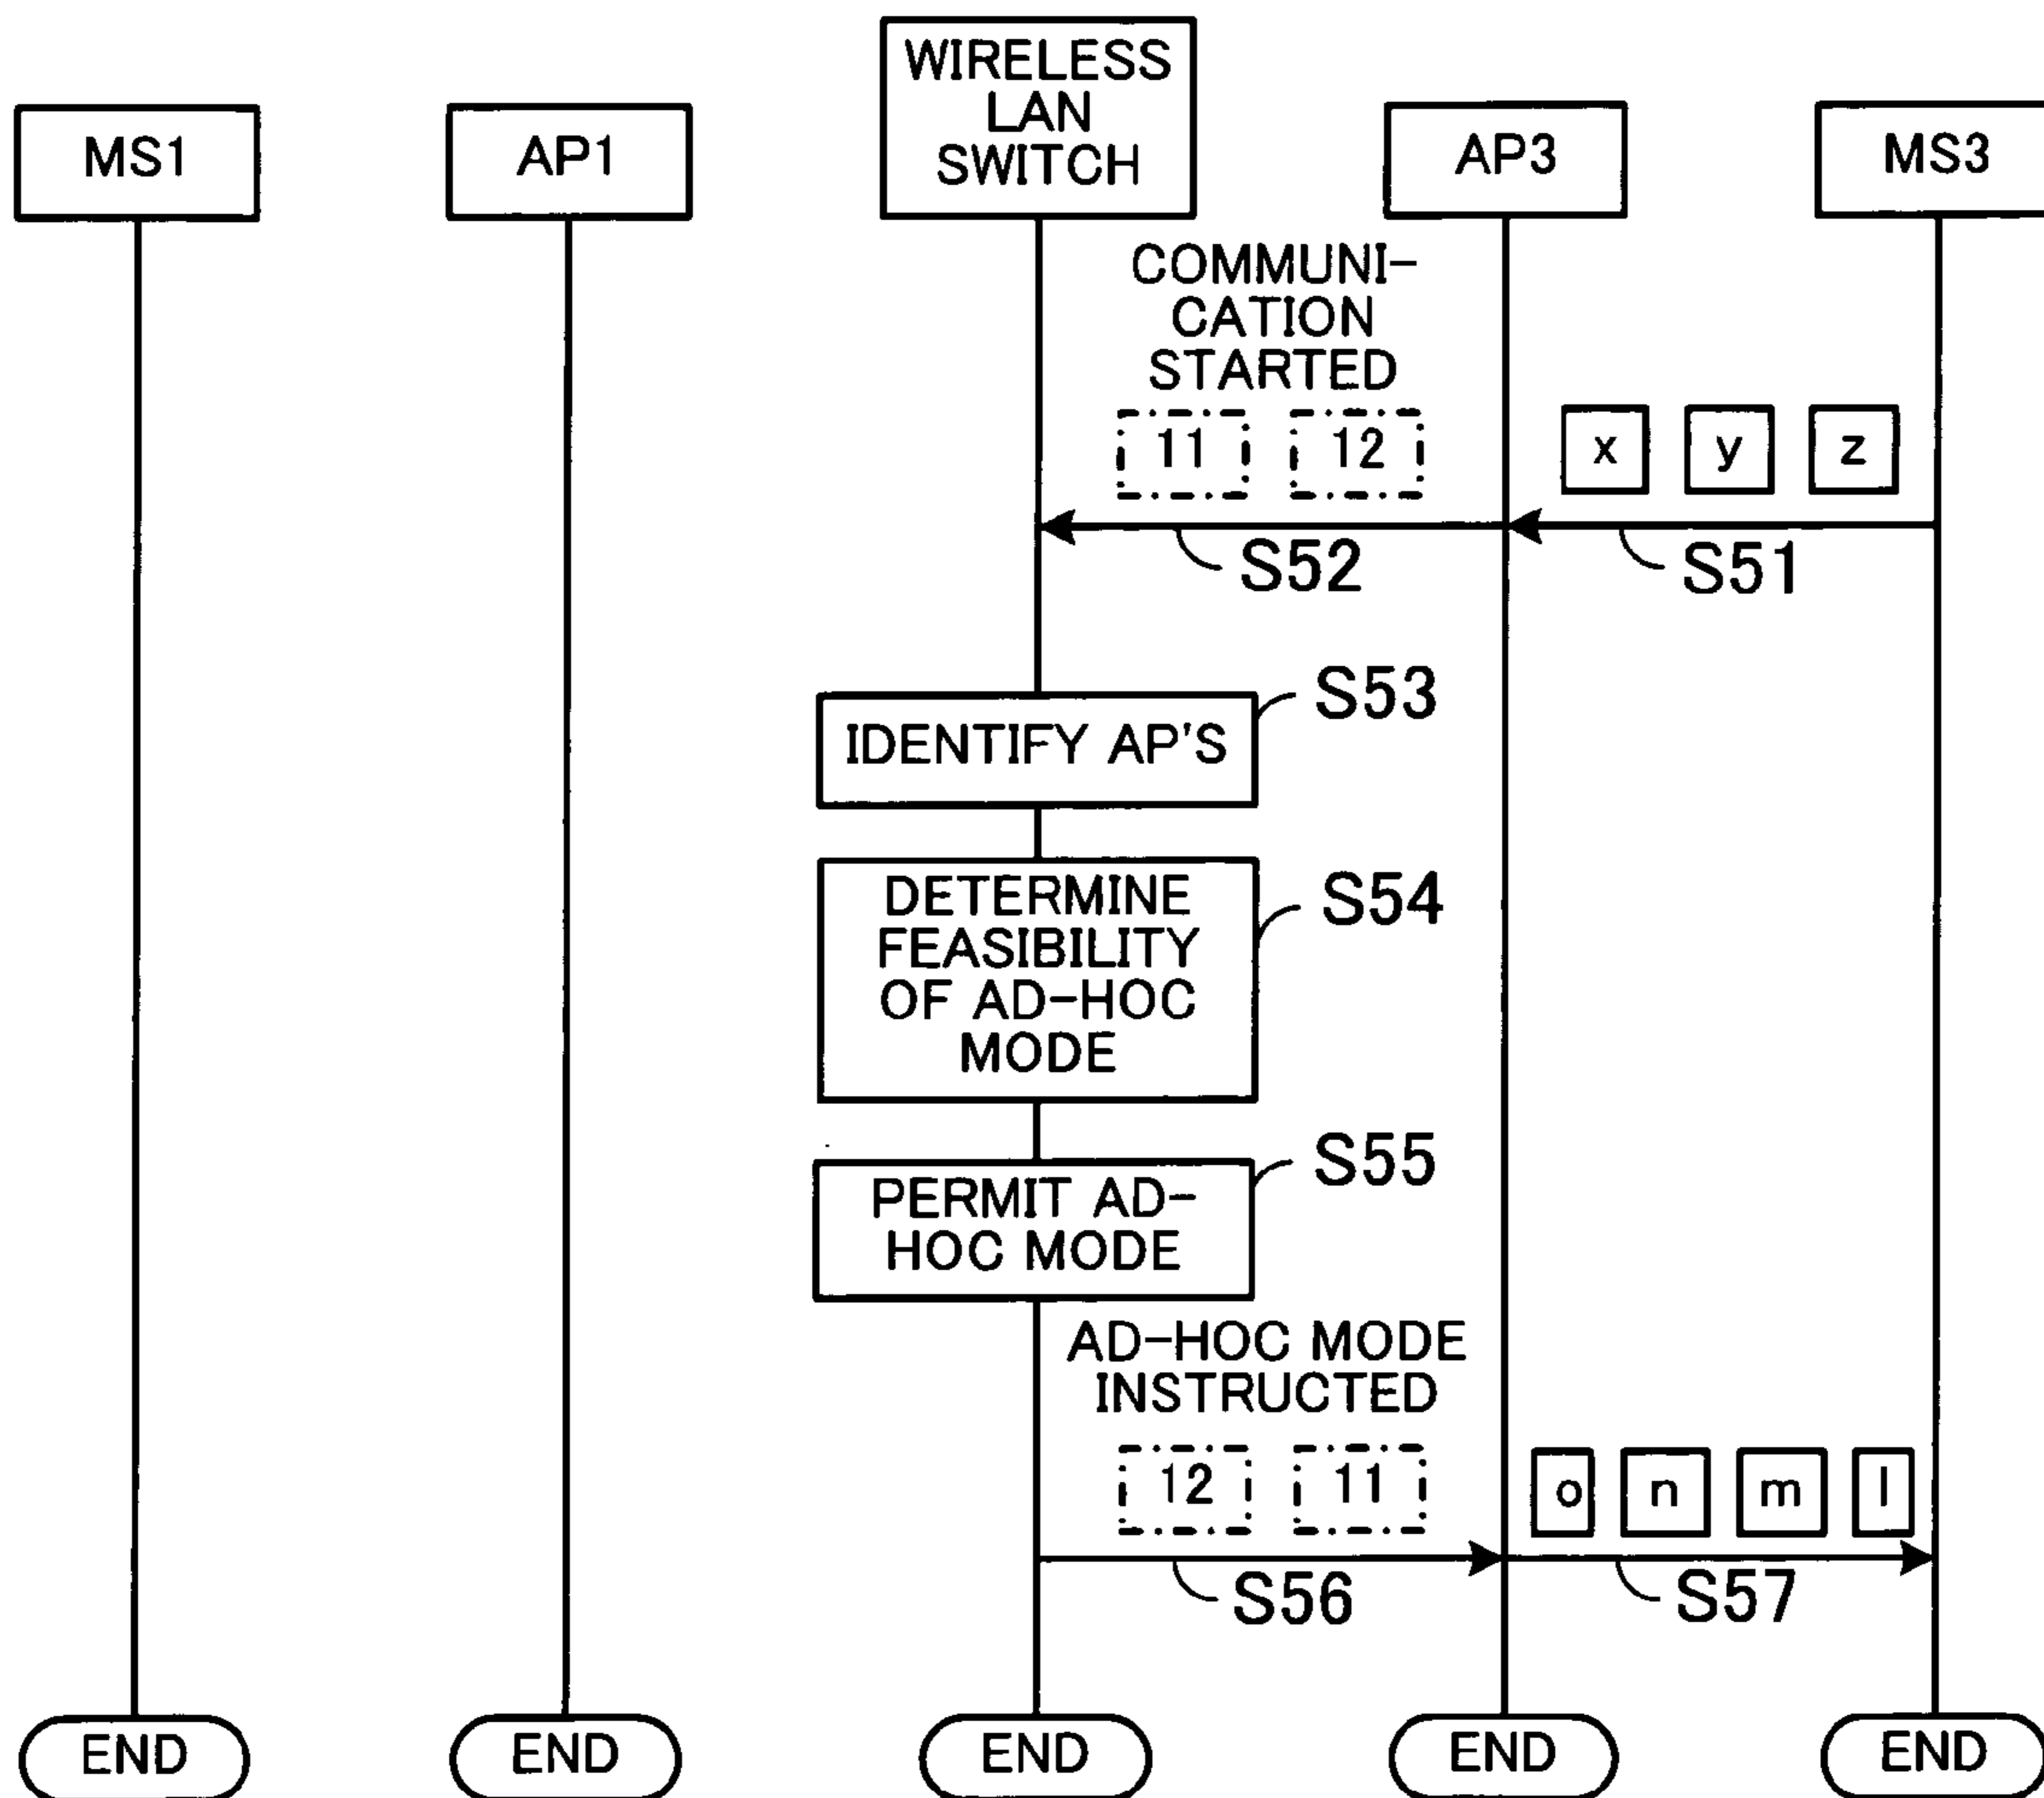 MS1
AP1
WIRELESS
LAN
SWITCH
AP3
MS3
COMMUNI-
CATION
STARTED
11 12
x y z
S52
S51
S53
IDENTIFY AP'S
S54
DETERMINE
FEASIBILITY
OF AD-HOC
MODE
S55
PERMIT AD-
HOC MODE
AD-HOC MODE
INSTRUCTED
12 11
o n m l
S56
S57
END
END
END
END
END